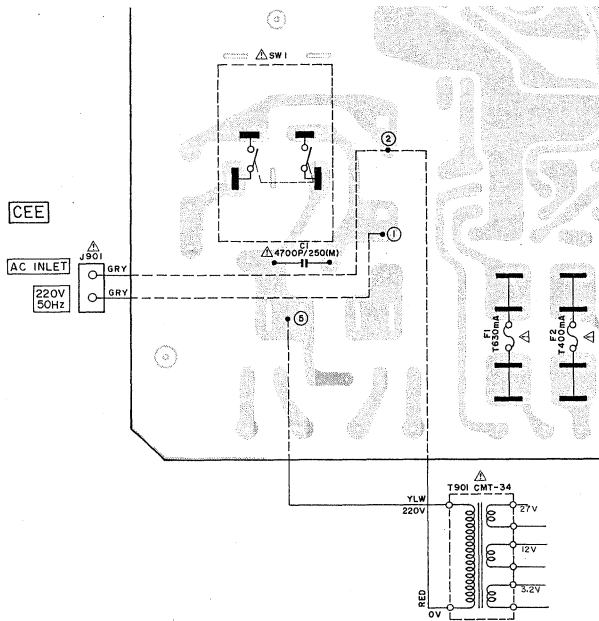 SW1
2
1
C1
4700P/250(M)
CEE
J901
AC INLET
GRY
220V
50Hz
GRY
5
F1
T630mA
F2
T400mA
T901 CMT-34
YLW
220V
27V
12V
3.2V
RED
0V